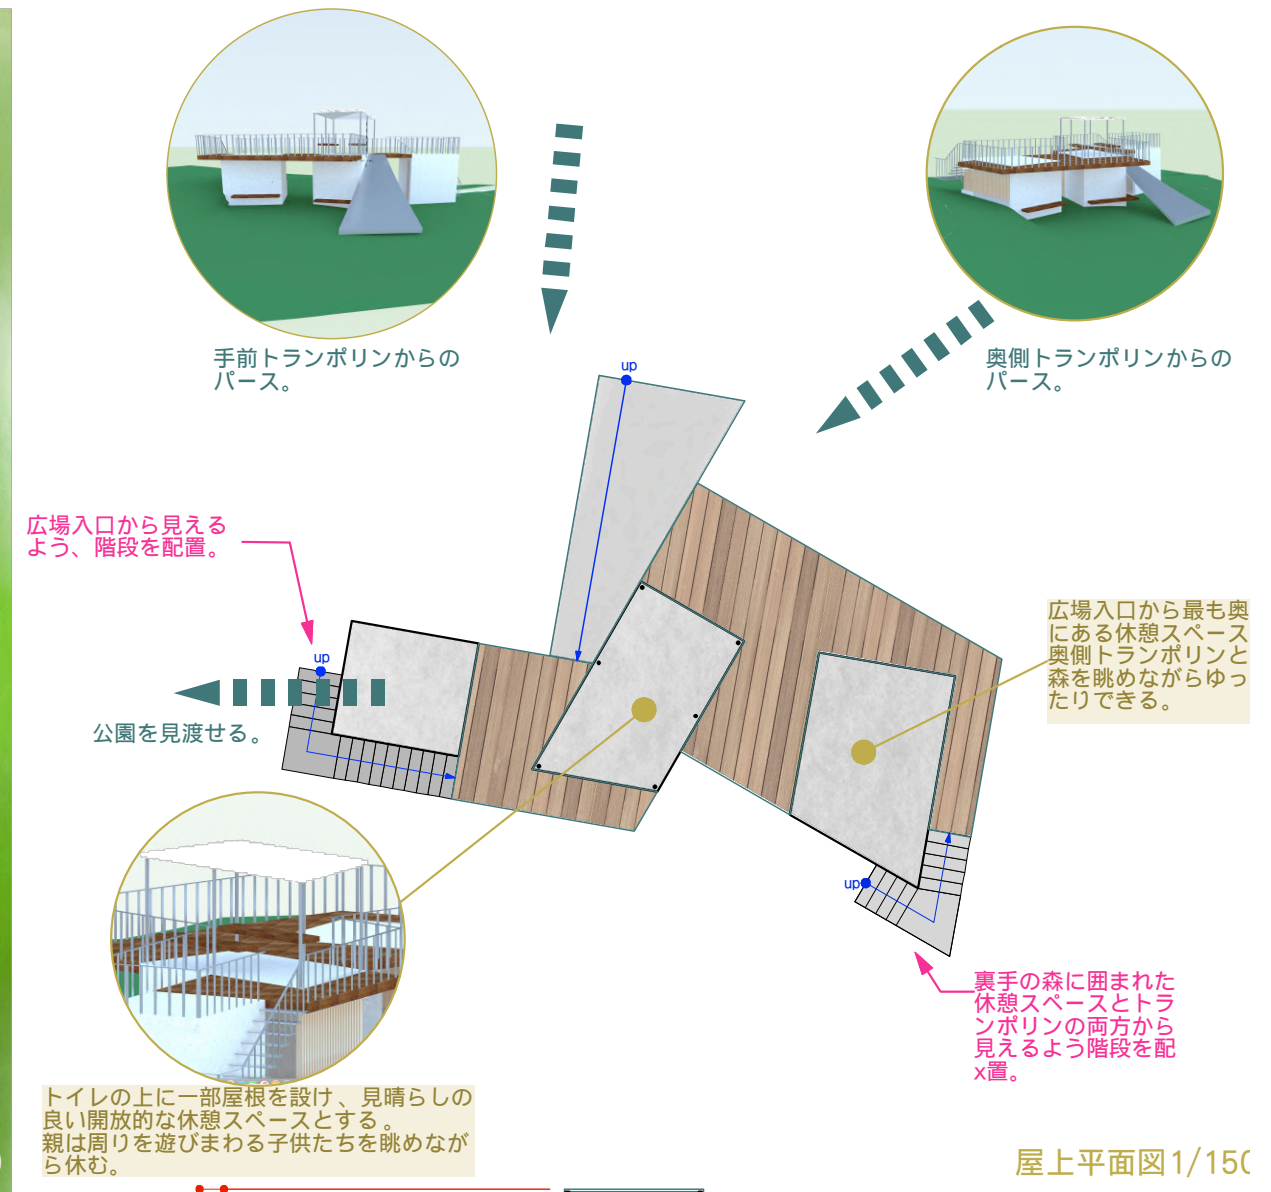 手前トランポリンからの
パース。
奥側トランポリンからの
パース。
up
広場入口から見える
よう、階段を配置。
up
公園を見渡せる。
広場入口から最も奥
にある休憩スペース
奥側トランポリンと
森を眺めながらゆっ
たりできる。
up
裏手の森に囲まれた
休憩スペースとトラ
ンポリンの両方から
見えるよう階段を配
x置。
トイレの上に一部屋根を設け、見晴らしの
良い開放的な休憩スペースとする。
親は周りを遊びまわる子供たちを眺めなが
ら休む。
屋上平面図1/150